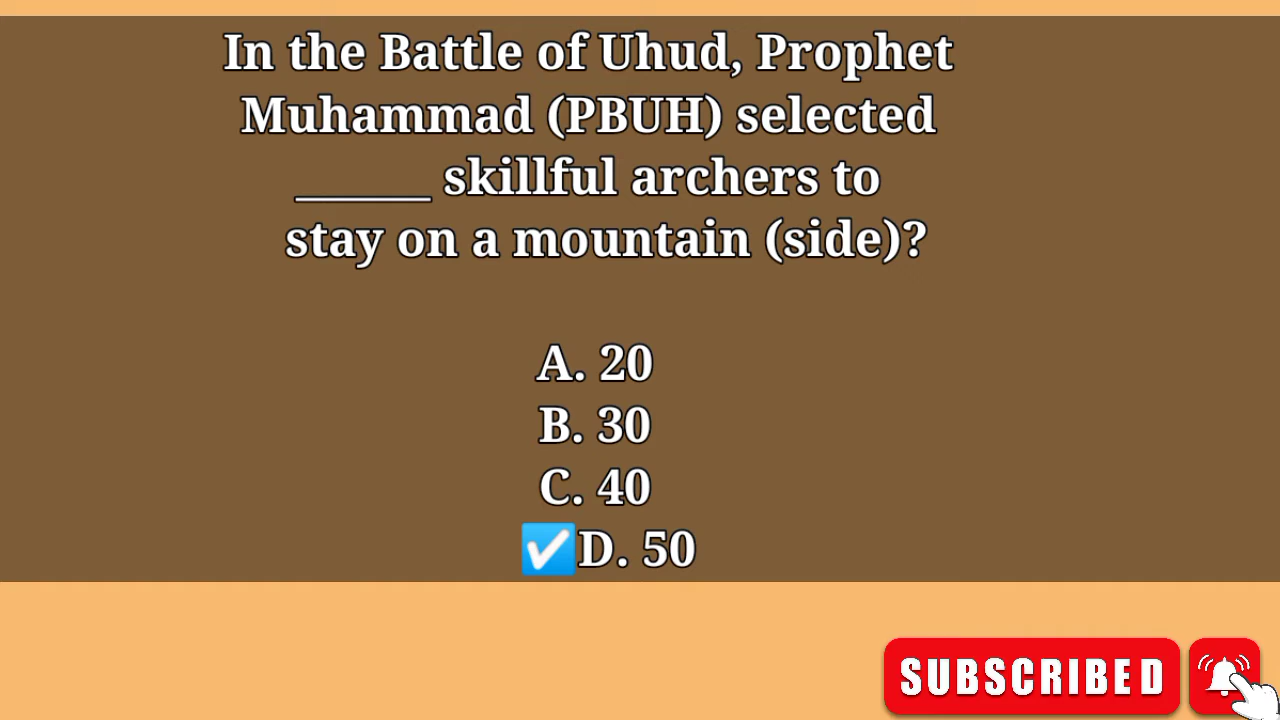 In the Battle of Uhud, Prophet
Muhammad (PBUH) selected
______ skillful archers to
stay on a mountain (side)?
A. 20
B. 30
C. 40
✅D. 50
SUBSCRIBED